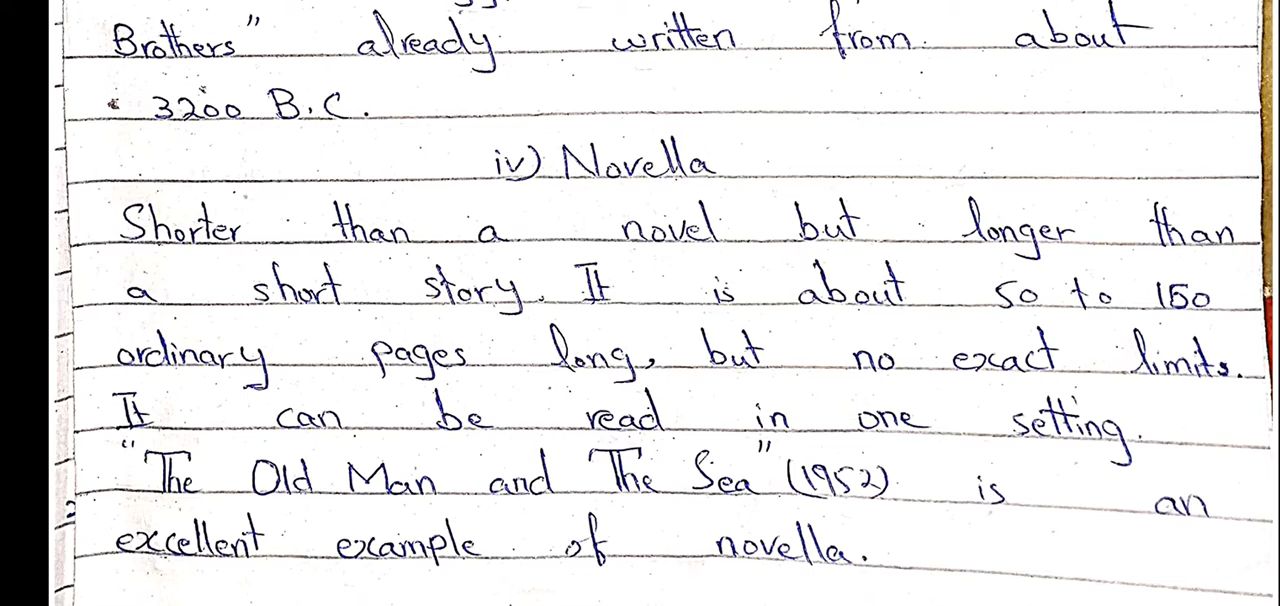 Brothers" already written from about
3200 B.C.
iv) Novella
Shorter than a novel but longer than
a short story. It is about 50 to 150
ordinary pages long, but no exact limits.
It can be read in one setting.
"The Old Man and The Sea" (1952) is an
excellent example of novella.